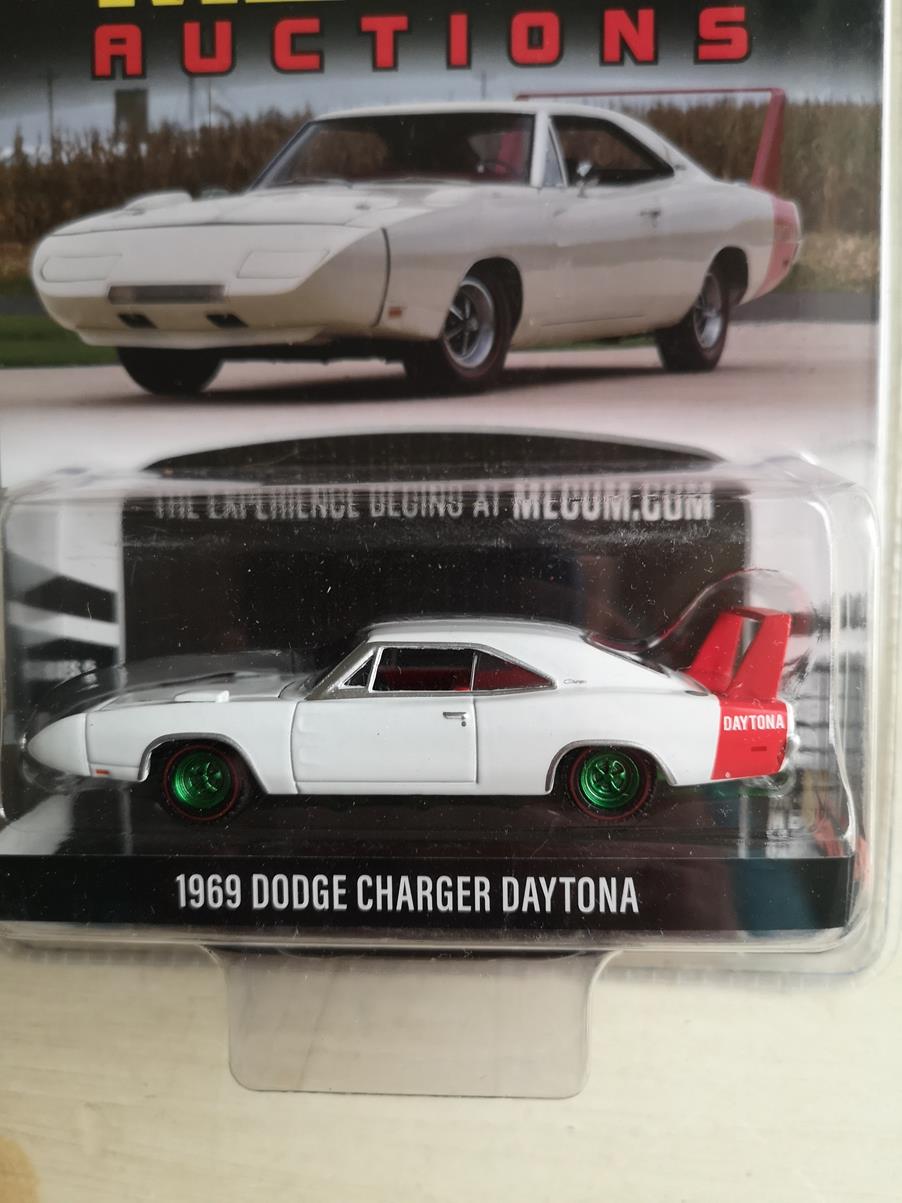 AUCTIONS
THE EXPERIENCE BEGINS AT MECUM.COM
DAYTONA
1969 DODGE CHARGER DAYTONA